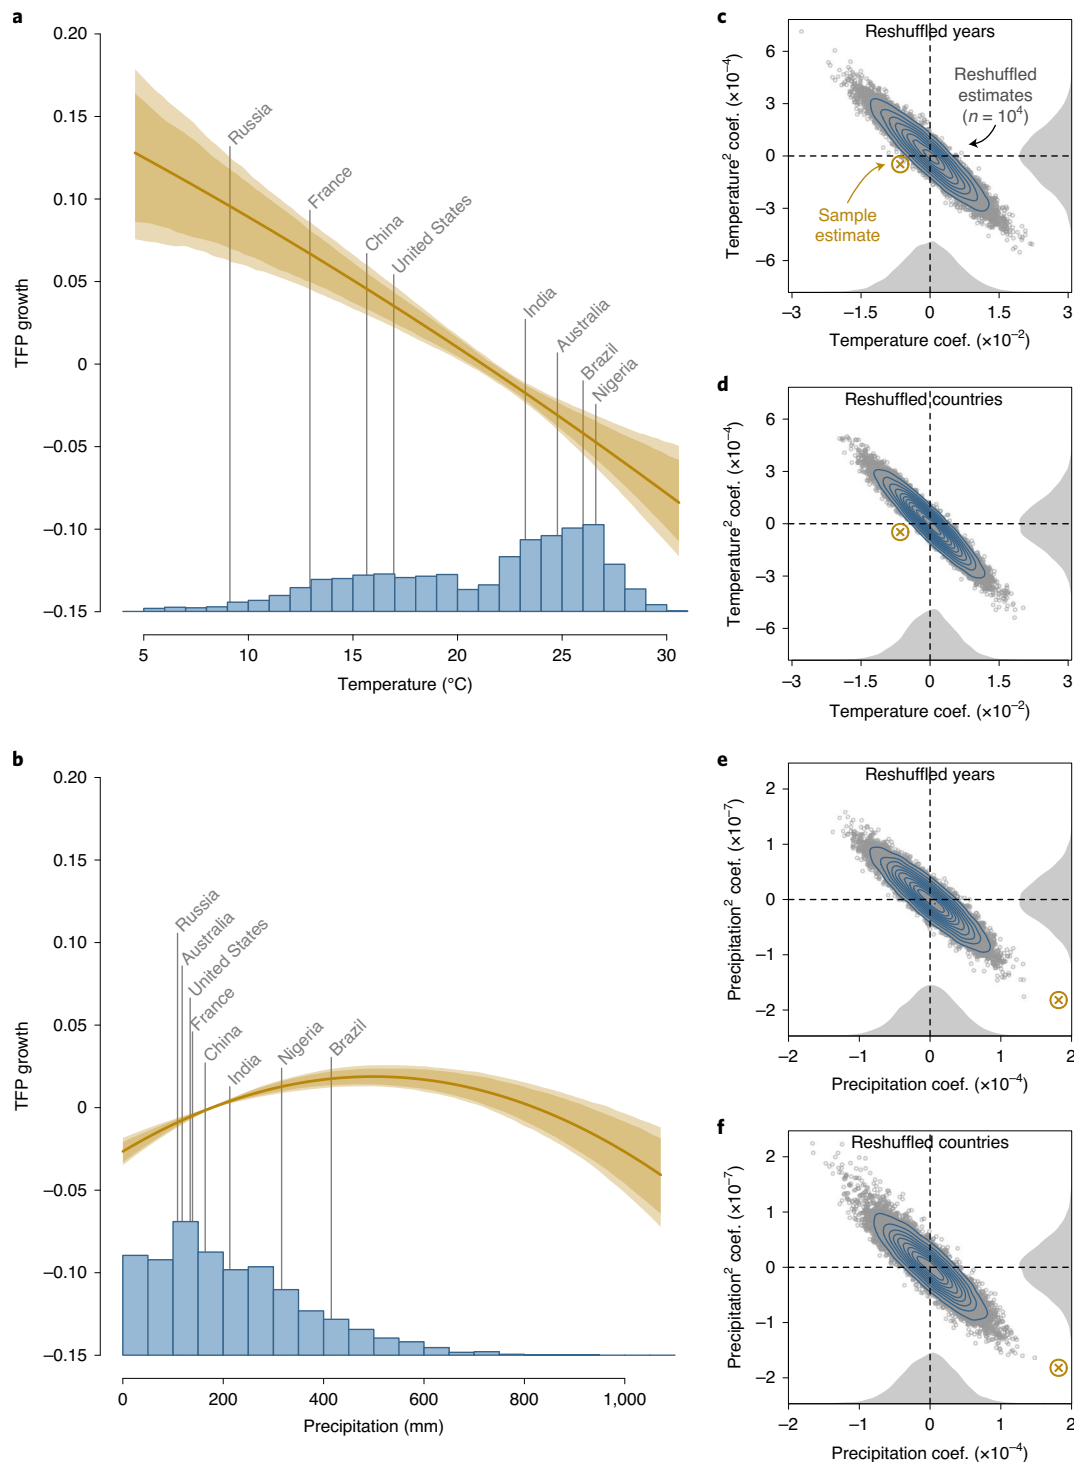 a
0.20
0.15
0.10
0.05
0
–0.05
–0.10
–0.15
TFP growth
Russia
France
China
United States
India
Australia
Brazil
Nigeria
5
10
15
20
25
30
Temperature (°C)
b
0.20
0.15
0.10
0.05
0
–0.05
–0.10
–0.15
TFP growth
Russia
Australia
United States
France
China
India
Nigeria
Brazil
0
200
400
600
800
1,000
Precipitation (mm)
c
Reshuffled years
Reshuffled
estimates
(n = 10⁴)
Sample
estimate
6
3
0
–3
–6
Temperature² coef. (×10⁻⁴)
–3
–1.5
0
1.5
3
Temperature coef. (×10⁻²)
d
Reshuffled countries
6
3
0
–3
–6
Temperature² coef. (×10⁻⁴)
–3
–1.5
0
1.5
3
Temperature coef. (×10⁻²)
e
Reshuffled years
2
1
0
–1
–2
Precipitation² coef. (×10⁻⁷)
–2
–1
0
1
2
Precipitation coef. (×10⁻⁴)
f
Reshuffled countries
2
1
0
–1
–2
Precipitation² coef. (×10⁻⁷)
–2
–1
0
1
2
Precipitation coef. (×10⁻⁴)